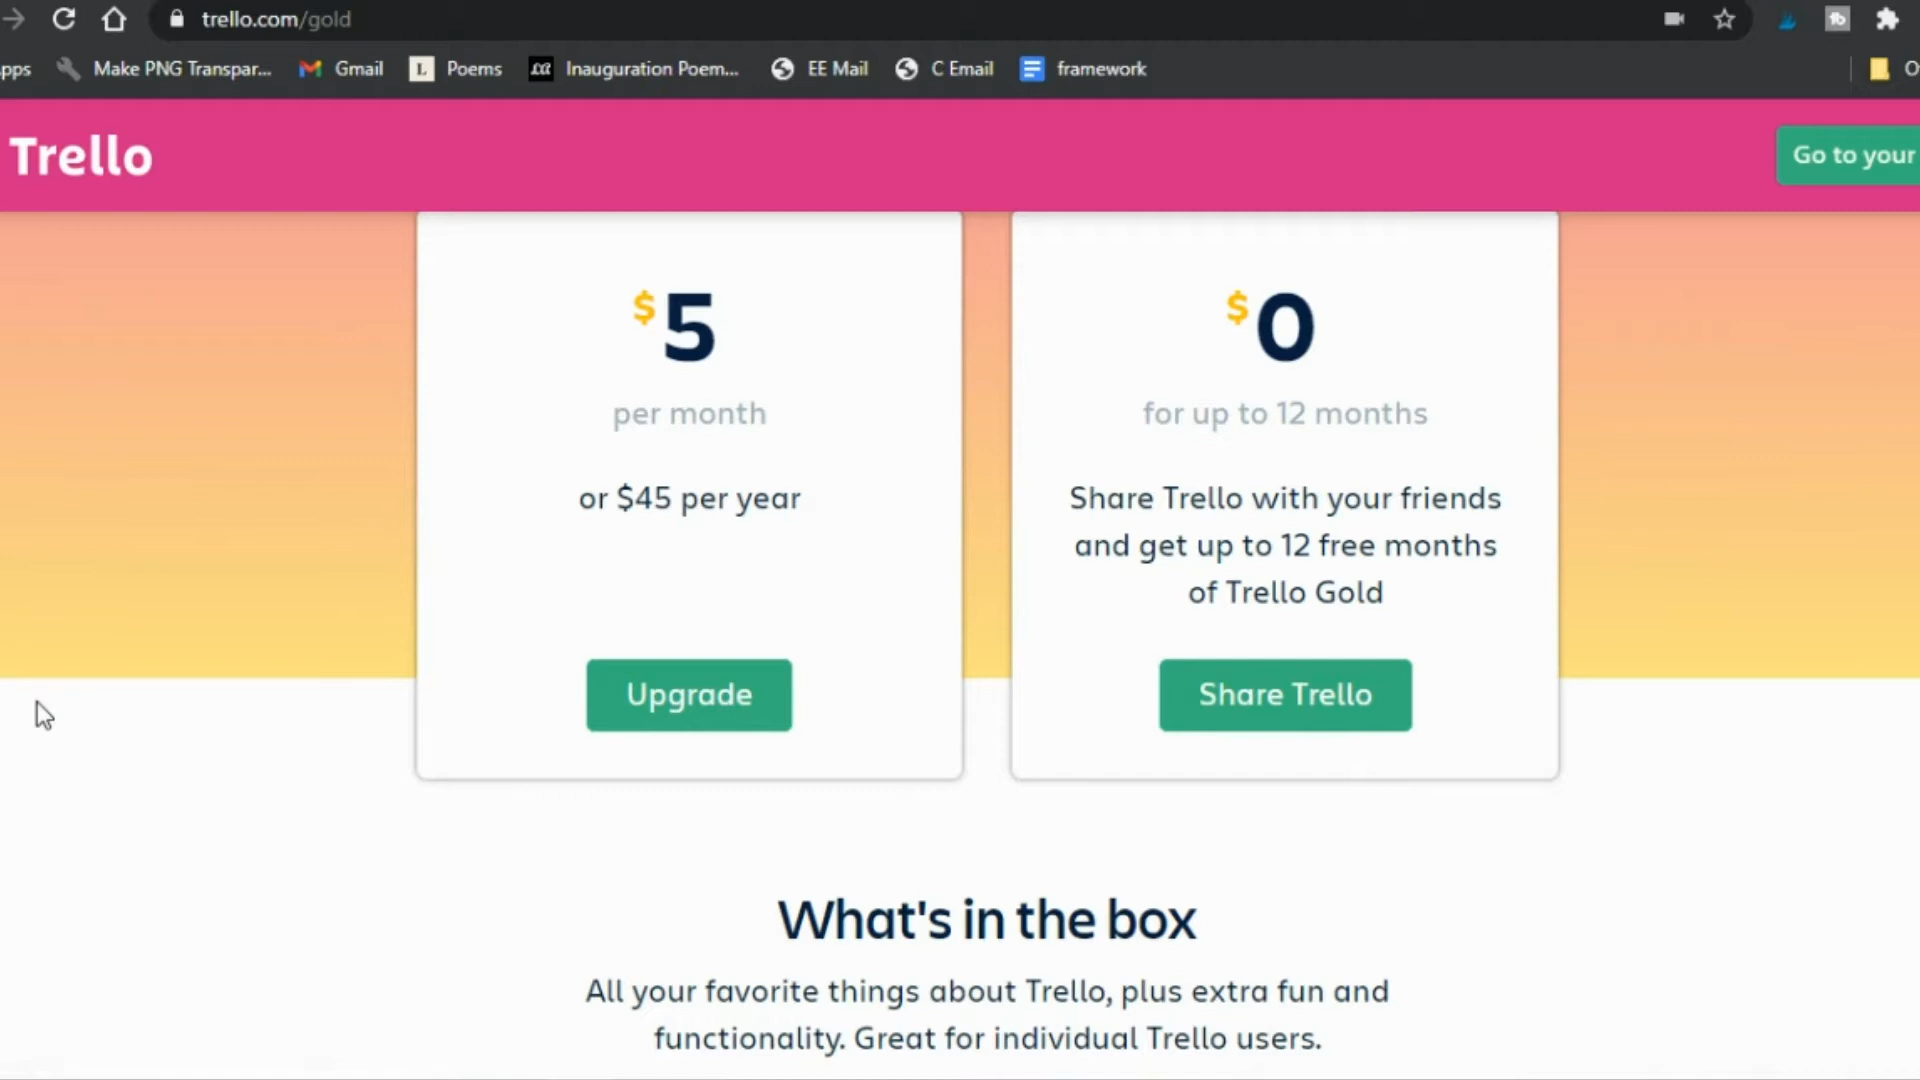 trello.com/gold
pps Make PNG Transpar... Gmail L Poems Inauguration Poem... EE Mail C Email framework
Trello
Go to your
$5
per month
or $45 per year
Upgrade
$0
for up to 12 months
Share Trello with your friends
and get up to 12 free months
of Trello Gold
Share Trello
What's in the box
All your favorite things about Trello, plus extra fun and
functionality. Great for individual Trello users.